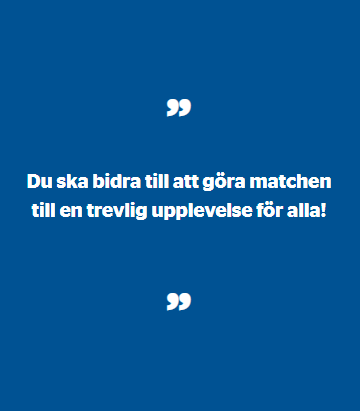 ”
Du ska bidra till att göra matchen
till en trevlig upplevelse för alla!
”